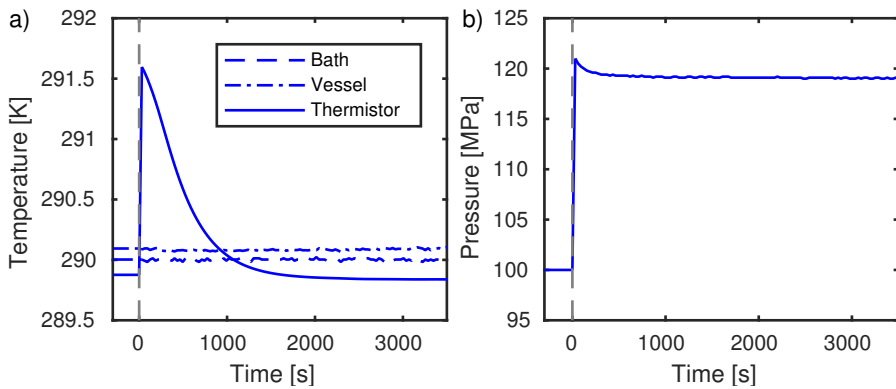 a)
292
291.5
291
290.5
290
289.5
Temperature [K]
0
1000
2000
3000
Time [s]
Bath
Vessel
Thermistor
b)
125
120
115
110
105
100
95
Pressure [MPa]
0
1000
2000
3000
Time [s]